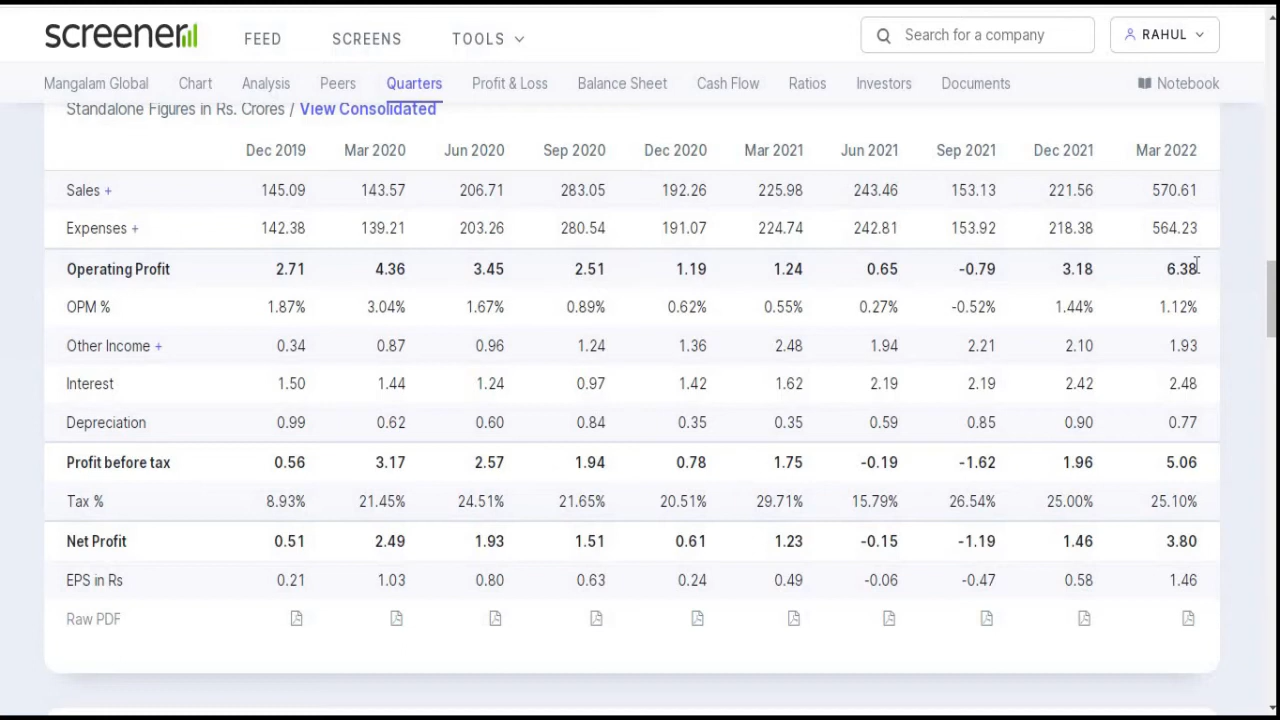 screener FEED SCREENS TOOLS Search for a company RAHUL
Mangalam Global Chart Analysis Peers Quarters Profit & Loss Balance Sheet Cash Flow Ratios Investors Documents Notebook
Standalone Figures in Rs. Crores / View Consolidated
Dec 2019 Mar 2020 Jun 2020 Sep 2020 Dec 2020 Mar 2021 Jun 2021 Sep 2021 Dec 2021 Mar 2022
Sales + 145.09 143.57 206.71 283.05 192.26 225.98 243.46 153.13 221.56 570.61
Expenses + 142.38 139.21 203.26 280.54 191.07 224.74 242.81 153.92 218.38 564.23
Operating Profit 2.71 4.36 3.45 2.51 1.19 1.24 0.65 -0.79 3.18 6.38
OPM % 1.87% 3.04% 1.67% 0.89% 0.62% 0.55% 0.27% -0.52% 1.44% 1.12%
Other Income + 0.34 0.87 0.96 1.24 1.36 2.48 1.94 2.21 2.10 1.93
Interest 1.50 1.44 1.24 0.97 1.42 1.62 2.19 2.19 2.42 2.48
Depreciation 0.99 0.62 0.60 0.84 0.35 0.35 0.59 0.85 0.90 0.77
Profit before tax 0.56 3.17 2.57 1.94 0.78 1.75 -0.19 -1.62 1.96 5.06
Tax % 8.93% 21.45% 24.51% 21.65% 20.51% 29.71% 15.79% 26.54% 25.00% 25.10%
Net Profit 0.51 2.49 1.93 1.51 0.61 1.23 -0.15 -1.19 1.46 3.80
EPS in Rs 0.21 1.03 0.80 0.63 0.24 0.49 -0.06 -0.47 0.58 1.46
Raw PDF